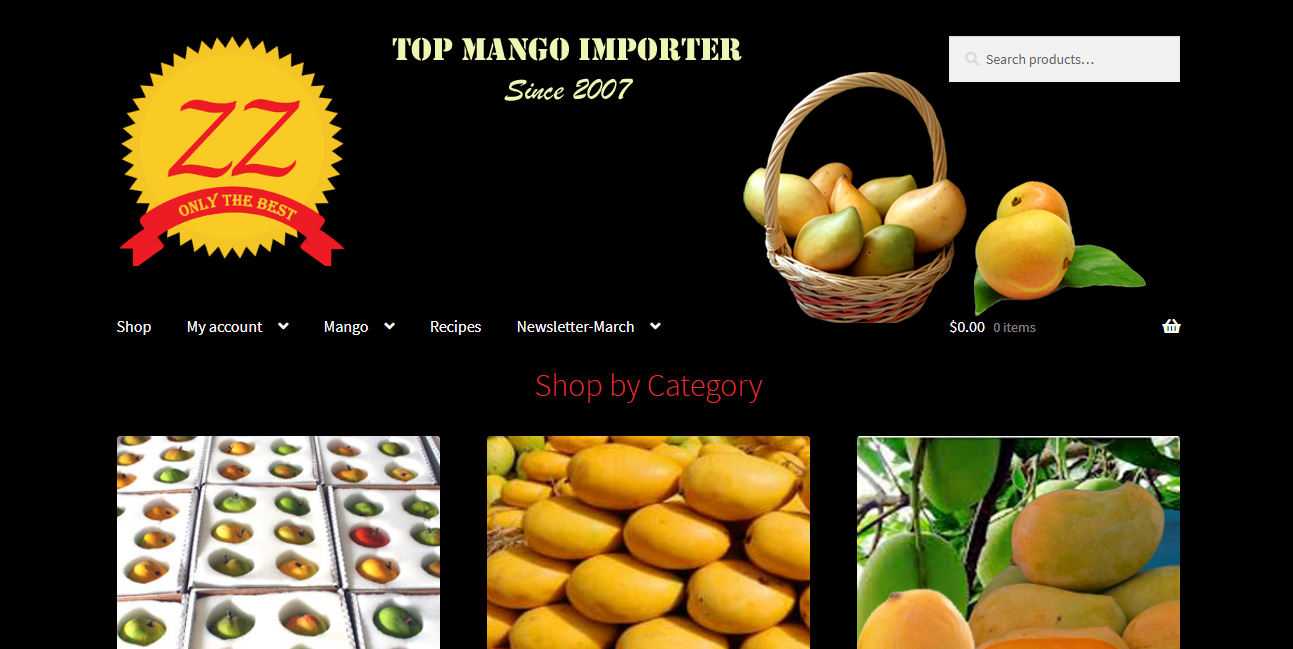 TOP MANGO IMPORTER
Since 2007
Search products…
ZZ
ONLY THE BEST
Shop
My account
Mango
Recipes
Newsletter-March
$0.00 0 items
Shop by Category